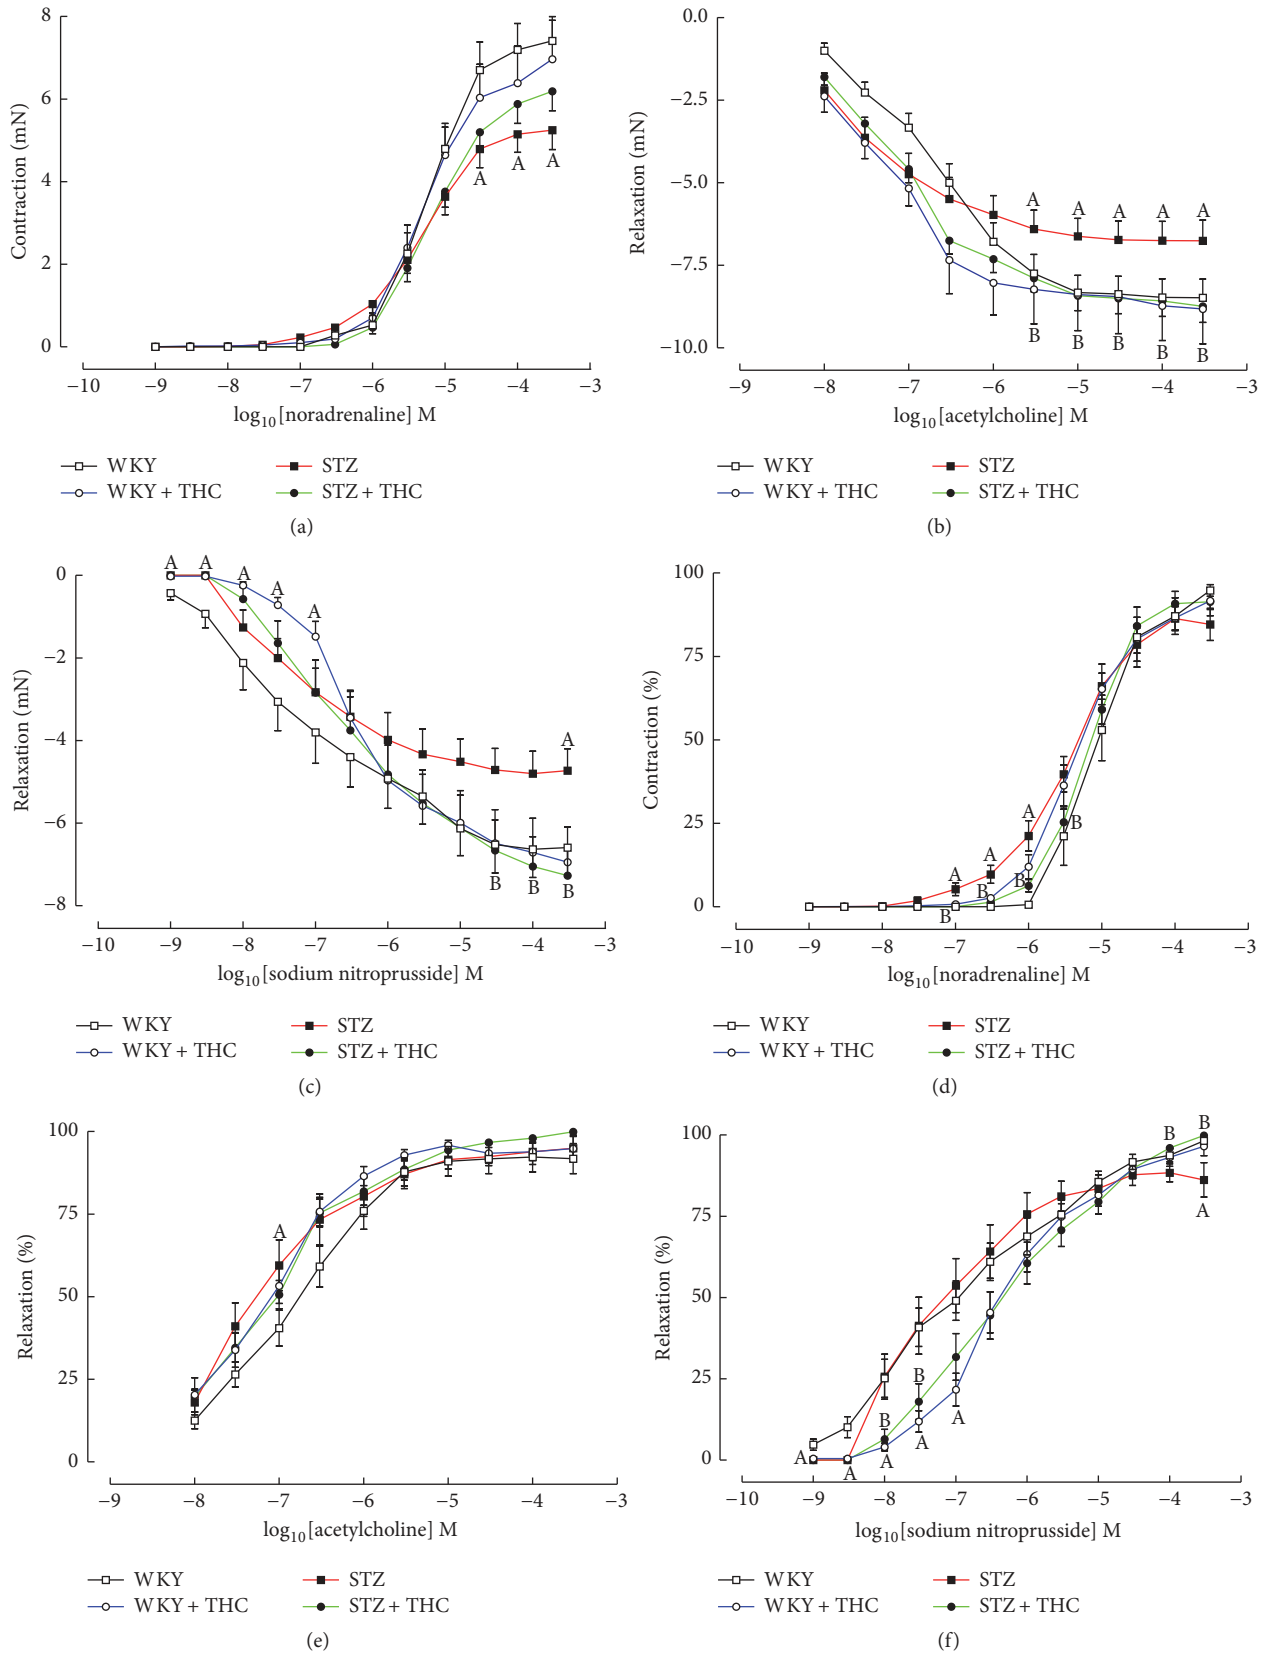 8
6
4
2
0
Contraction (mN)
A A A
−10 −9 −8 −7 −6 −5 −4 −3
log10[noradrenaline] M
WKY STZ
WKY + THC STZ + THC
(a)
0.0
−2.5
−5.0
−7.5
−10.0
Relaxation (mN)
A A A A A
B B B B B
−9 −8 −7 −6 −5 −4 −3
log10[acetylcholine] M
WKY STZ
WKY + THC STZ + THC
(b)
0
−2
−4
−6
−8
Relaxation (mN)
A A A A A A
B B B
−10 −9 −8 −7 −6 −5 −4 −3
log10[sodium nitroprusside] M
WKY STZ
WKY + THC STZ + THC
(c)
100
75
50
25
0
Contraction (%)
A A A
B B B B
−10 −9 −8 −7 −6 −5 −4 −3
log10[noradrenaline] M
WKY STZ
WKY + THC STZ + THC
(d)
100
75
50
25
0
Relaxation (%)
A
−9 −8 −7 −6 −5 −4 −3
log10[acetylcholine] M
WKY STZ
WKY + THC STZ + THC
(e)
100
75
50
25
0
Relaxation (%)
B B
A
B
B A
A A A A
−10 −9 −8 −7 −6 −5 −4 −3
log10[sodium nitroprusside] M
WKY STZ
WKY + THC STZ + THC
(f)